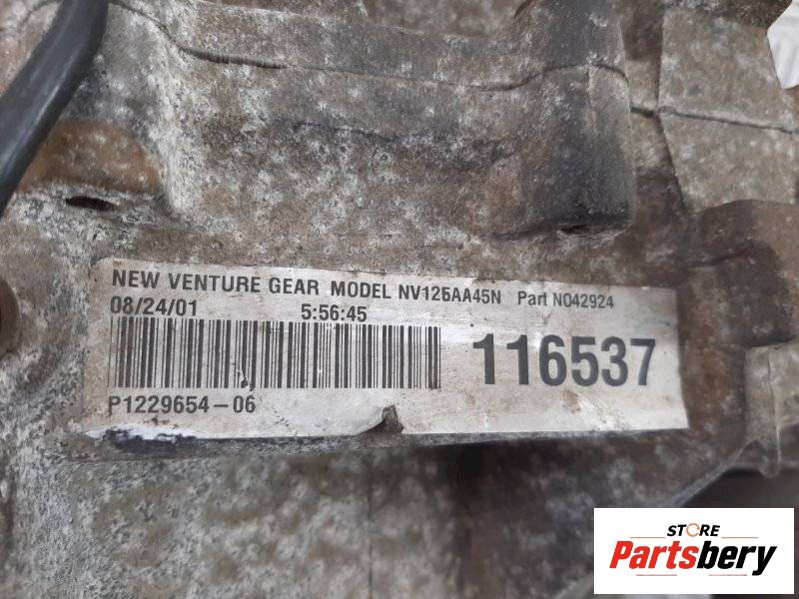 NEW VENTURE GEAR MODEL NV125AA45N Part NO42924
08/24/01 5:56:45
116537
P1229654-06
STORE
Partsbery